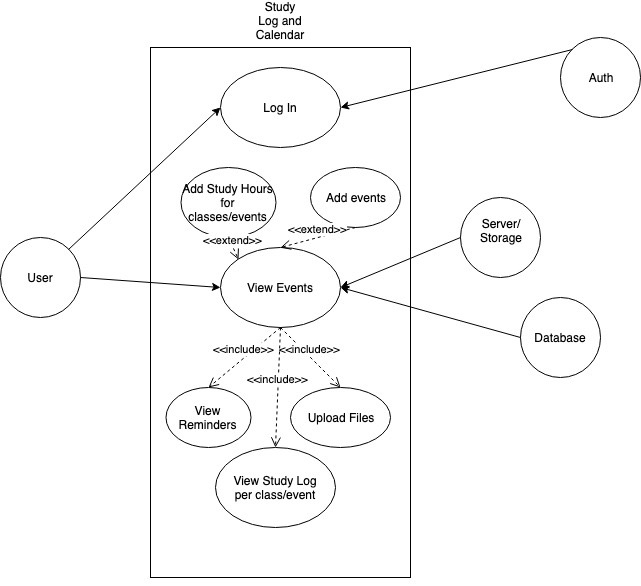 Study
Log and
Calendar
Log In
Auth
Add Study Hours
for
classes/events
Add events
<<extend>>
<<extend>>
Server/
Storage
User
View Events
Database
<<include>>
<<include>>
<<include>>
View
Reminders
Upload Files
View Study Log
per class/event